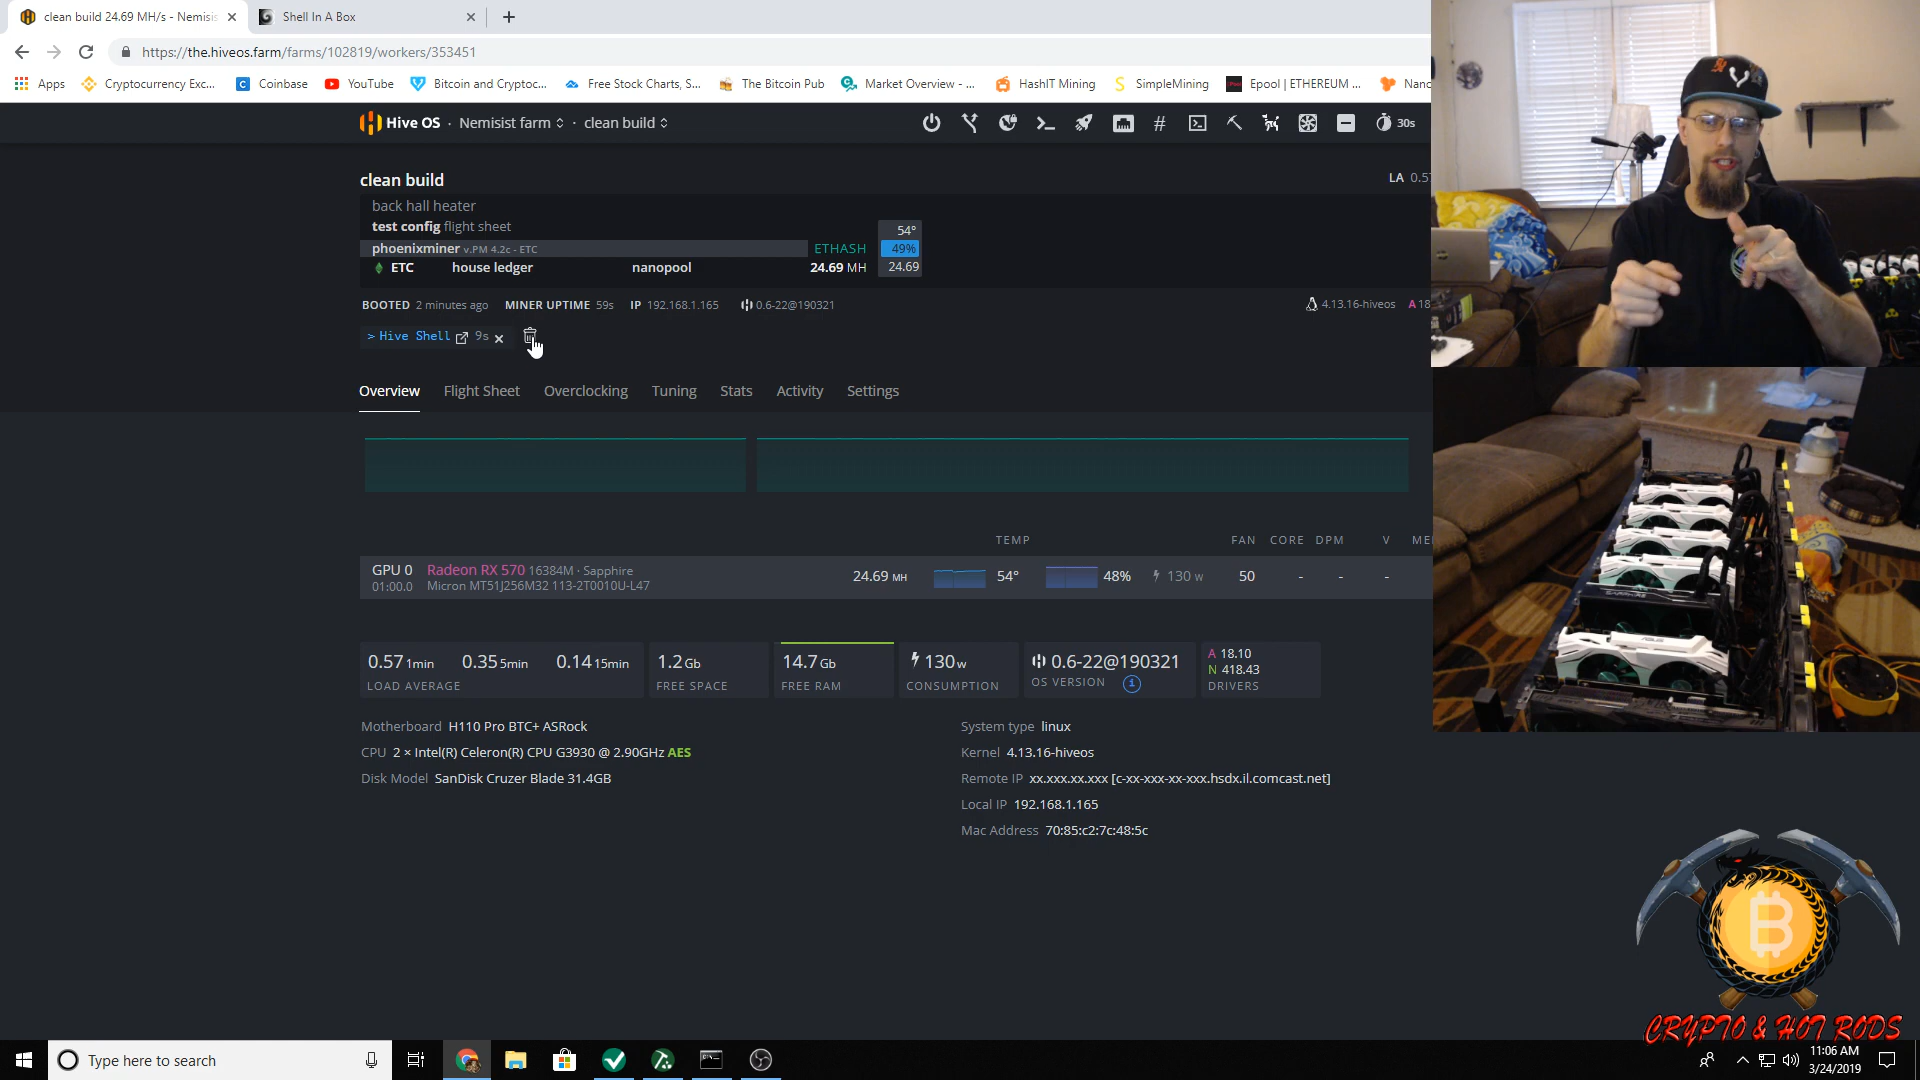 clean build 24.69 MH/s - Nemisis
Shell In A Box
https://the.hiveos.farm/farms/102819/workers/353451
Apps
Cryptocurrency Exc...
Coinbase
YouTube
Bitcoin and Cryptoc...
Free Stock Charts, S...
The Bitcoin Pub
Market Overview - ...
HashIT Mining
SimpleMining
Epool | ETHEREUM ...
Nano
Hive OS · Nemisist farm · clean build
30s
clean build
LA 0.57
back hall heater
test config flight sheet
54°
phoenixminer v.PM 4.2c - ETC
ETHASH
49%
ETC house ledger nanopool 24.69 MH
24.69
BOOTED 2 minutes ago MINER UPTIME 59s IP 192.168.1.165 0.6-22@190321
4.13.16-hiveos A 18
> Hive Shell 9s
Overview Flight Sheet Overclocking Tuning Stats Activity Settings
TEMP FAN CORE DPM V ME
GPU 0 Radeon RX 570 16384M · Sapphire
01:00.0 Micron MT51J256M32 113-2T0010U-L47
24.69 MH 54° 48% 130 W 50 - - -
0.57 1min 0.35 5min 0.14 15min
LOAD AVERAGE
1.2 Gb
FREE SPACE
14.7 Gb
FREE RAM
130 w
CONSUMPTION
0.6-22@190321
OS VERSION
A 18.10
N 418.43
DRIVERS
Motherboard H110 Pro BTC+ ASRock
CPU 2 × Intel(R) Celeron(R) CPU G3930 @ 2.90GHz AES
Disk Model SanDisk Cruzer Blade 31.4GB
System type linux
Kernel 4.13.16-hiveos
Remote IP xx.xxx.xx.xxx [c-xx-xxx-xx-xxx.hsdx.il.comcast.net]
Local IP 192.168.1.165
Mac Address 70:85:c2:7c:48:5c
CRYPTO & HOT RODS
Type here to search
11:06 AM
3/24/2019